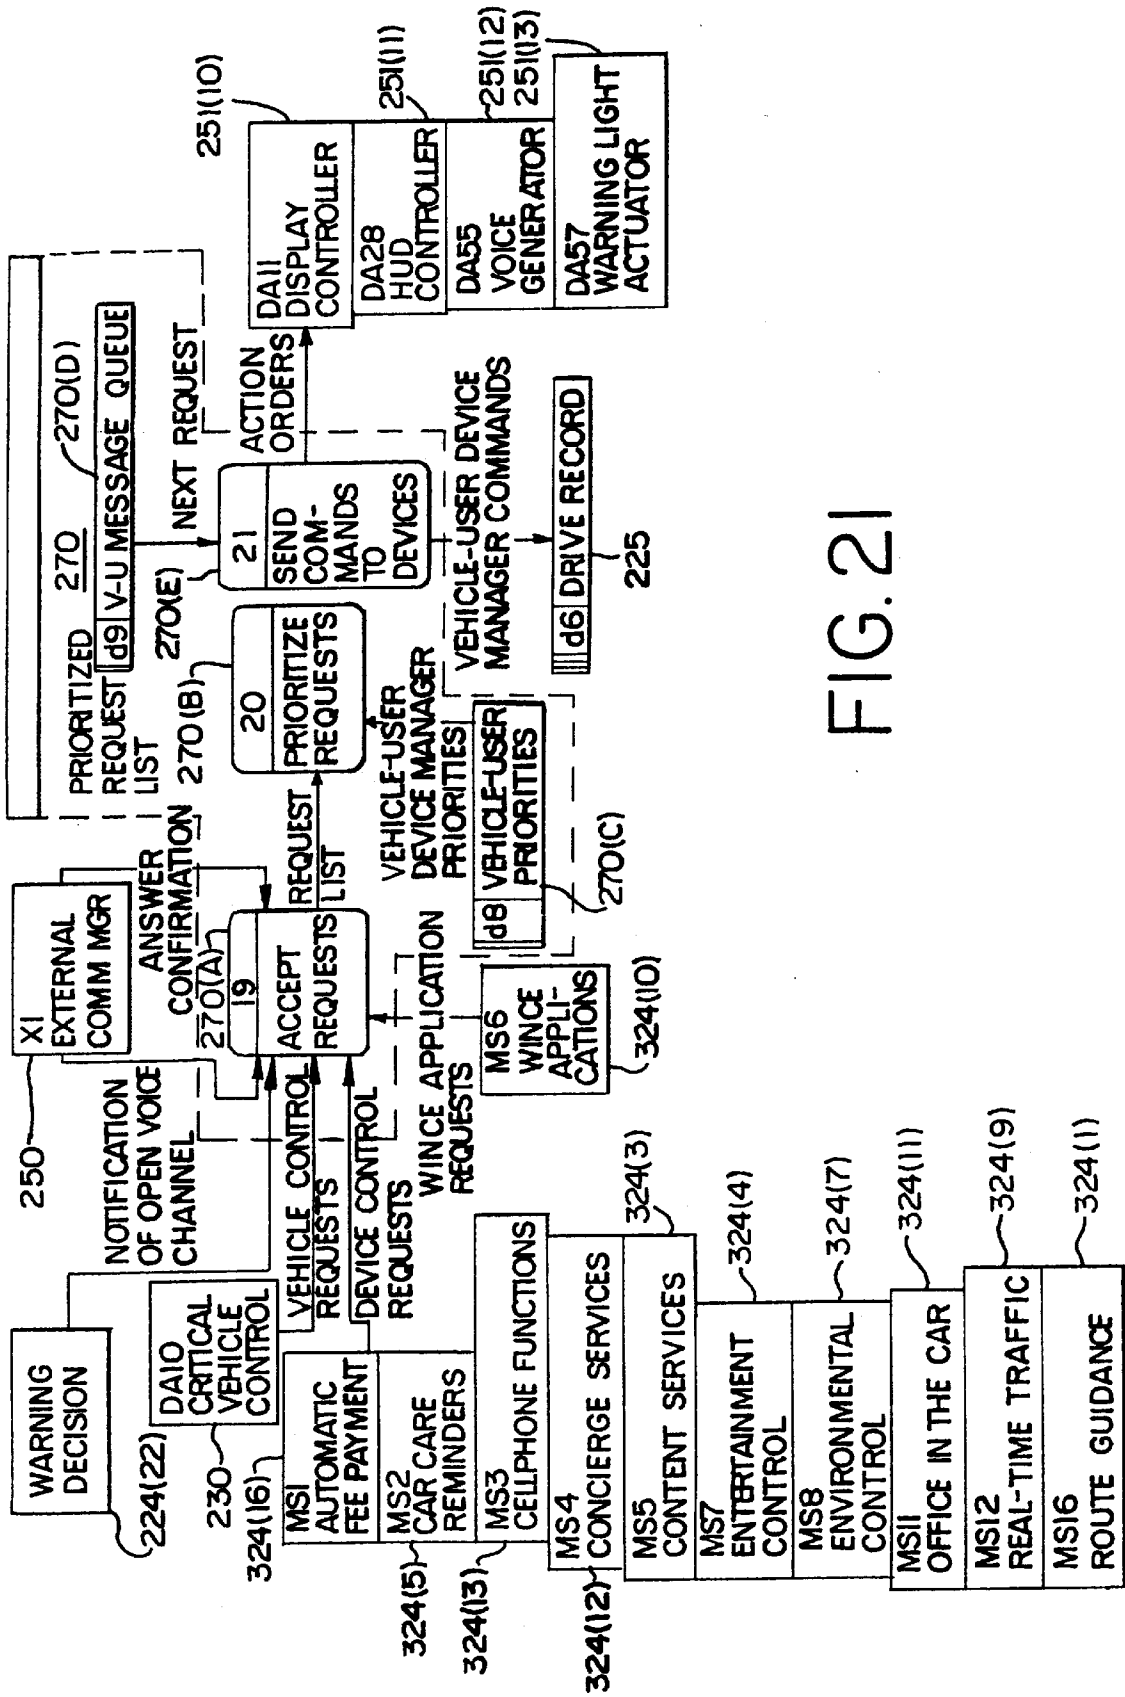 WARNING
DECISION
224(22)
250
X1
EXTERNAL
COMM MGR
NOTIFICATION
OF OPEN VOICE
CHANNEL
ANSWER
CONFIRMATION
DA10
CRITICAL
VEHICLE
CONTROL
230
VEHICLE CONTROL
REQUESTS
DEVICE CONTROL
REQUESTS
324(16)
MS1
AUTOMATIC
FEE PAYMENT
MS2
CAR CARE
REMINDERS
324(5)
MS3
CELLPHONE FUNCTIONS
324(13)
MS4
CONCIERGE SERVICES
324(12)
MS5
CONTENT SERVICES
324(3)
MS7
ENTERTAINMENT
CONTROL
324(4)
MS8
ENVIRONMENTAL
CONTROL
324(7)
MS11
OFFICE IN THE CAR
324(11)
MS12
REAL-TIME TRAFFIC
324(9)
MS16
ROUTE GUIDANCE
324(1)
270(A)
19
ACCEPT
REQUESTS
WINCE APPLICATION
REQUESTS
MS6
WINCE
APPLI-
CATIONS
324(10)
REQUEST
LIST
270(B)
20
PRIORITIZE
REQUESTS
VEHICLE-USER
DEVICE MANAGER
PRIORITIES
d8 VEHICLE-USER
PRIORITIES
270(C)
PRIORITIZED
REQUEST
LIST
270
270(D)
d9 V-U MESSAGE QUEUE
NEXT REQUEST
270(E)
21
SEND
COM-
MANDS
TO
DEVICES
ACTION
ORDERS
VEHICLE-USER DEVICE
MANAGER COMMANDS
d6 DRIVE RECORD
225
DA11
DISPLAY
CONTROLLER
251(10)
DA28
HUD
CONTROLLER
251(11)
DA55
VOICE
GENERATOR
251(12)
DA57
WARNING LIGHT
ACTUATOR
251(13)
FIG. 21